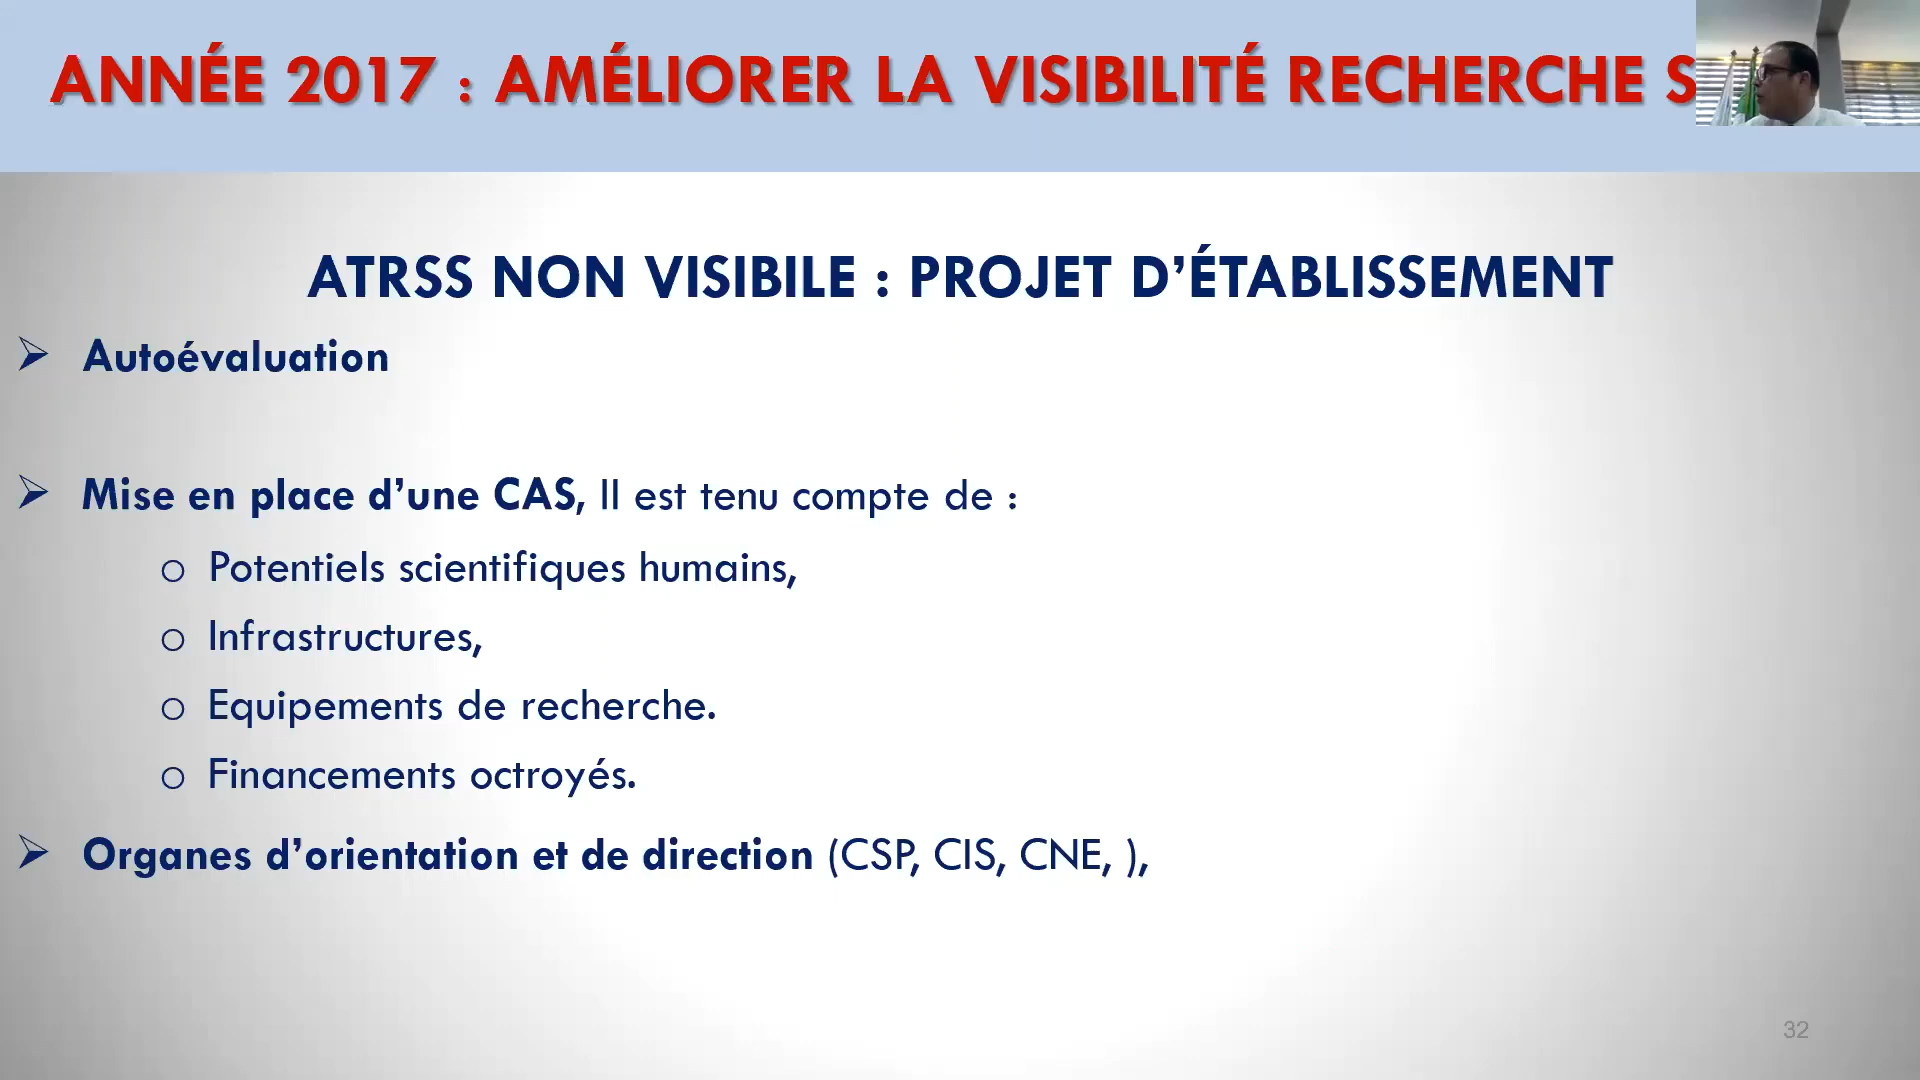 ANNÉE 2017 : AMÉLIORER LA VISIBILITÉ RECHERCHE
ATRSS NON VISIBILE : PROJET D’ÉTABLISSEMENT
➢ Autoévaluation
➢ Mise en place d’une CAS, Il est tenu compte de :
o Potentiels scientifiques humains,
o Infrastructures,
o Equipements de recherche.
o Financements octroyés.
➢ Organes d’orientation et de direction (CSP, CIS, CNE, ),
32